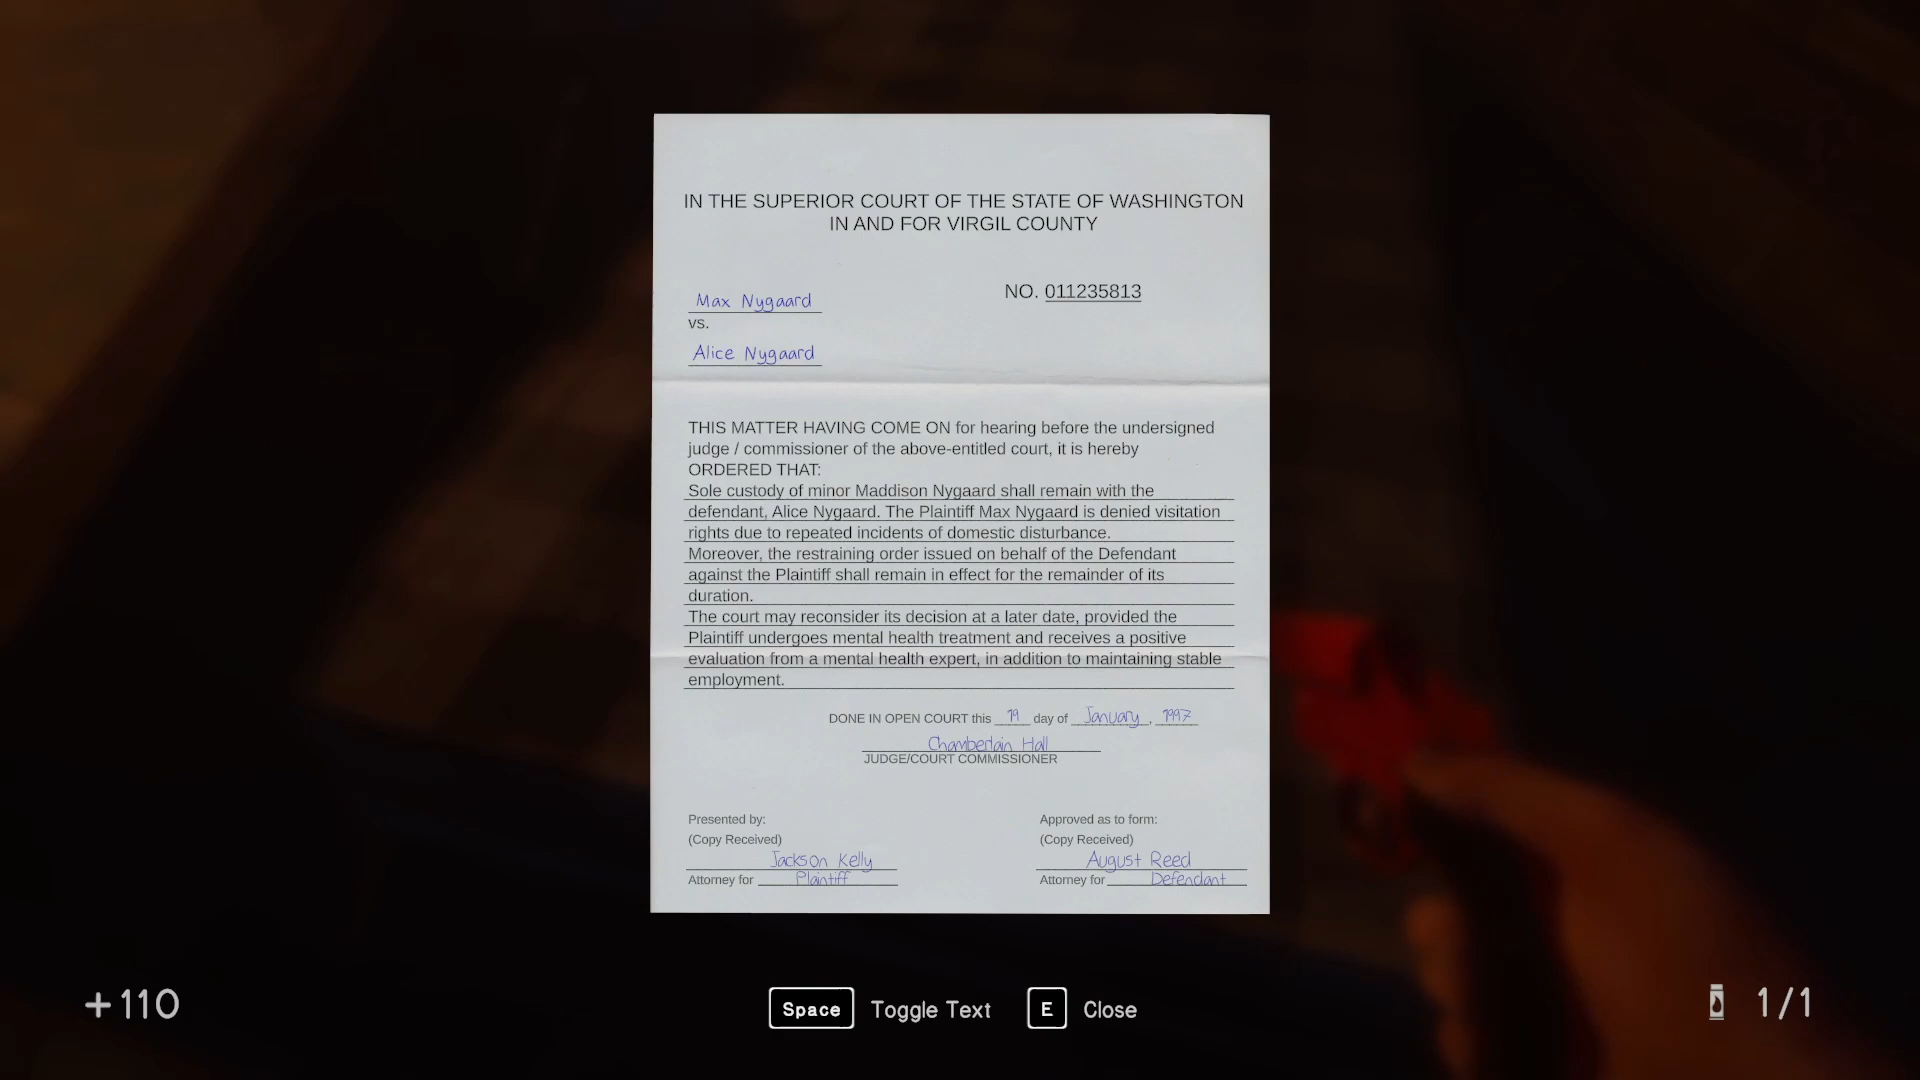 IN THE SUPERIOR COURT OF THE STATE OF WASHINGTON
IN AND FOR VIRGIL COUNTY
NO. 011235813
Max Nygaard
vs.
Alice Nygaard
THIS MATTER HAVING COME ON for hearing before the undersigned
judge / commissioner of the above-entitled court, it is hereby
ORDERED THAT:
Sole custody of minor Maddison Nygaard shall remain with the
defendant, Alice Nygaard. The Plaintiff Max Nygaard is denied visitation
rights due to repeated incidents of domestic disturbance.
Moreover, the restraining order issued on behalf of the Defendant
against the Plaintiff shall remain in effect for the remainder of its
duration.
The court may reconsider its decision at a later date, provided the
Plaintiff undergoes mental health treatment and receives a positive
evaluation from a mental health expert, in addition to maintaining stable
employment.
DONE IN OPEN COURT this 19 day of January, 1997
Chamberlain Hall
JUDGE/COURT COMMISSIONER
Presented by:
(Copy Received)
Jackson Kelly
Attorney for Plaintiff
Approved as to form:
(Copy Received)
August Reed
Attorney for Defendant
+110
Space Toggle Text E Close
1/1